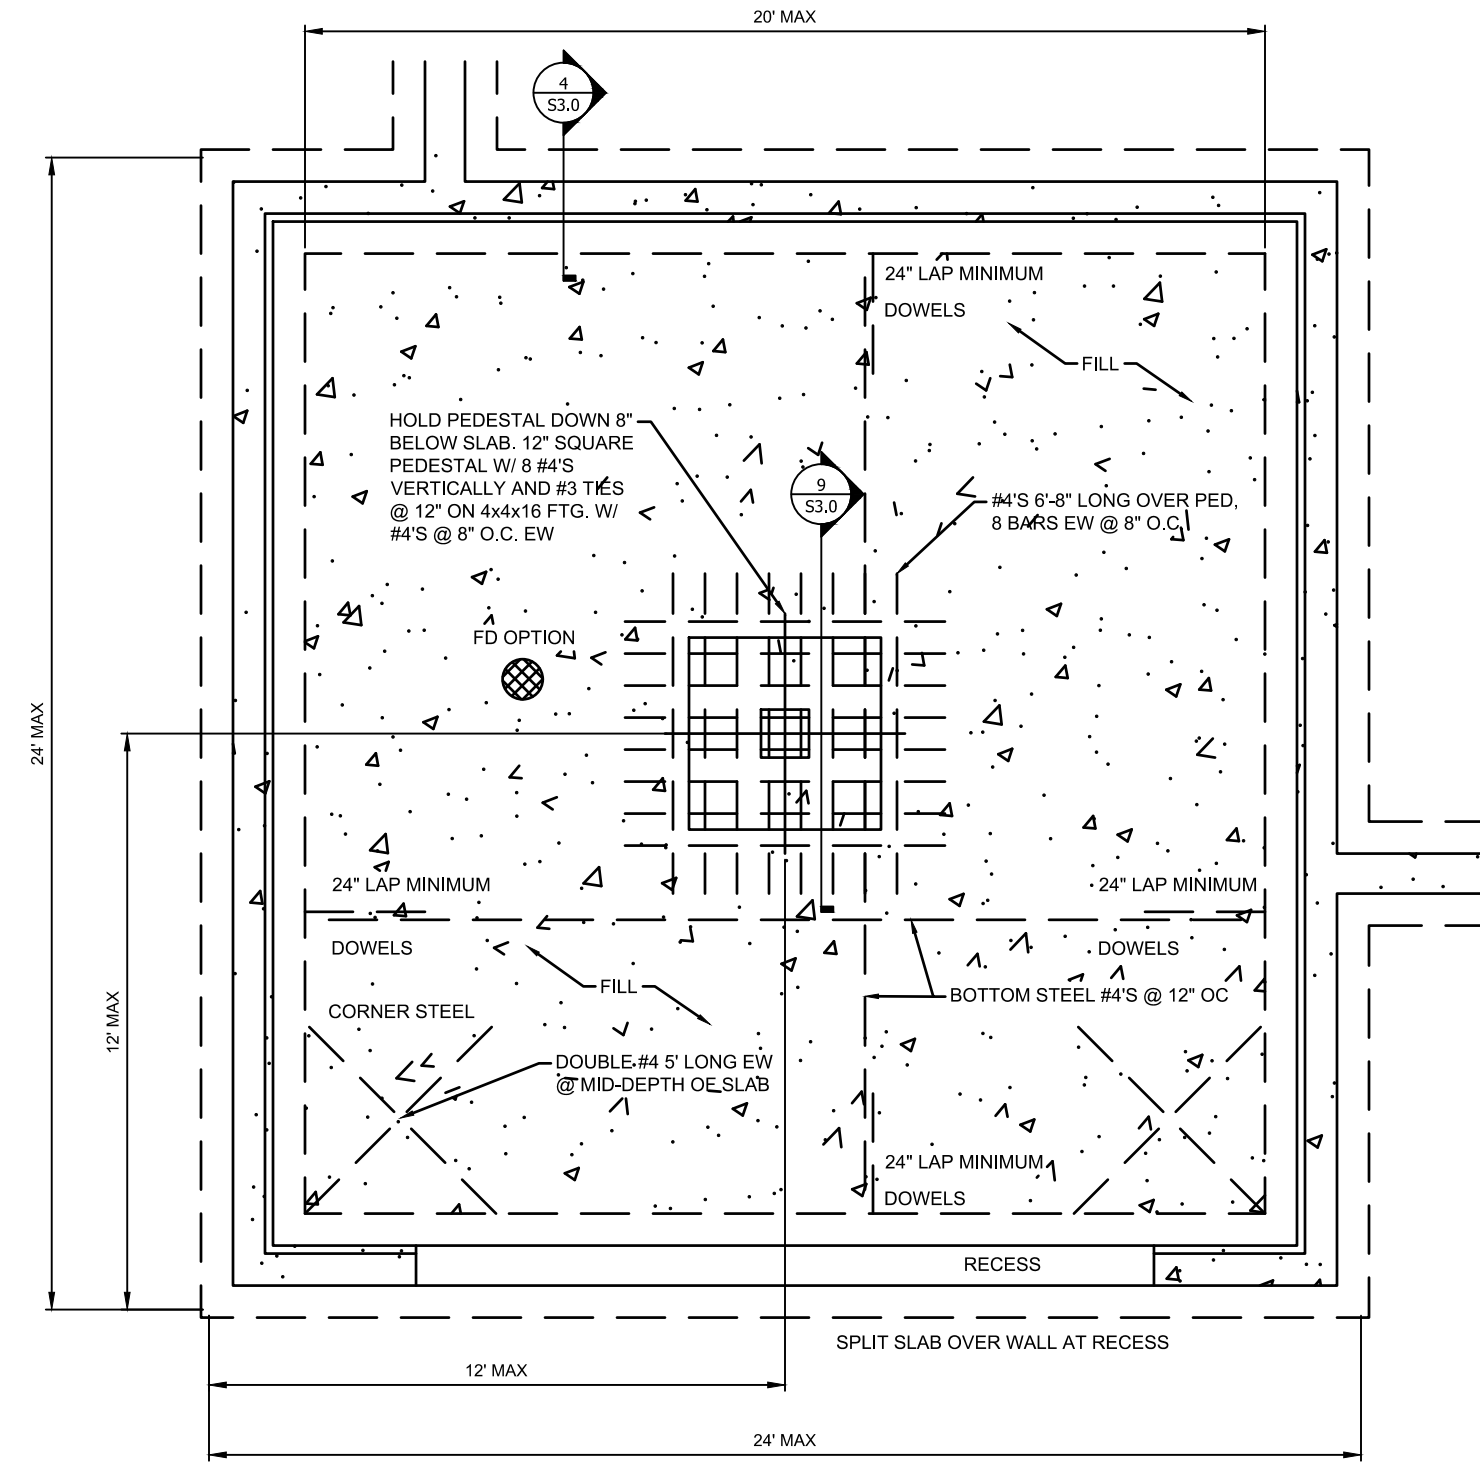 20' MAX
4
S3.0
24" LAP MINIMUM
DOWELS
FILL
HOLD PEDESTAL DOWN 8"
BELOW SLAB. 12" SQUARE
PEDESTAL W/ 8 #4'S
VERTICALLY AND #3 TIES
@ 12" ON 4x4x16 FTG. W/
#4'S @ 8" O.C. EW
9
S3.0
#4'S 6'-8" LONG OVER PED,
8 BARS EW @ 8" O.C.
FD OPTION
24' MAX
24" LAP MINIMUM
DOWELS
24" LAP MINIMUM
DOWELS
12' MAX
FILL
BOTTOM STEEL #4'S @ 12" OC
CORNER STEEL
DOUBLE #4 5' LONG EW
@ MID-DEPTH OF SLAB
24" LAP MINIMUM
DOWELS
RECESS
SPLIT SLAB OVER WALL AT RECESS
12' MAX
24' MAX